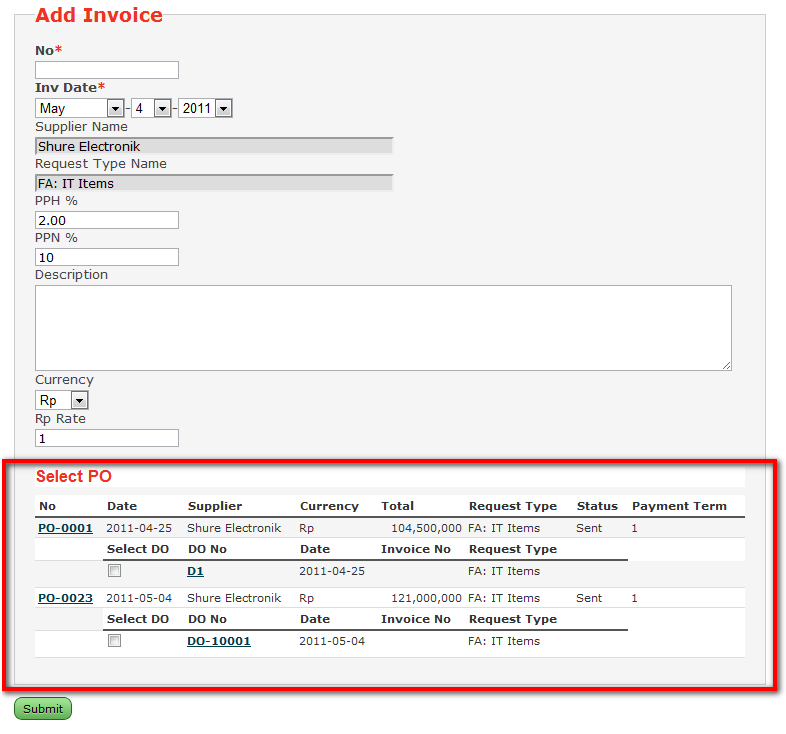 Add Invoice
No*
Inv Date*
May - 4 - 2011
Supplier Name
Shure Electronik
Request Type Name
FA: IT Items
PPH %
2.00
PPN %
10
Description
Currency
Rp
Rp Rate
1
Select PO
No Date Supplier Currency Total Request Type Status Payment Term
PO-0001 2011-04-25 Shure Electronik Rp 104,500,000 FA: IT Items Sent 1
Select DO DO No Date Invoice No Request Type
D1 2011-04-25 FA: IT Items
PO-0023 2011-05-04 Shure Electronik Rp 121,000,000 FA: IT Items Sent 1
Select DO DO No Date Invoice No Request Type
DO-10001 2011-05-04 FA: IT Items
Submit